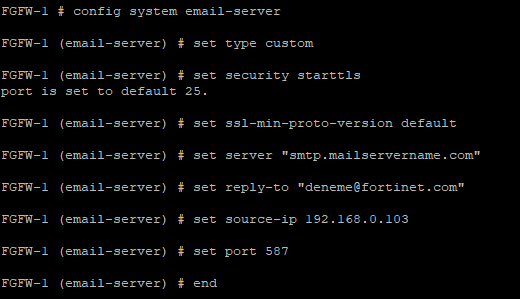 FGFW-1 # config system email-server
FGFW-1 (email-server) # set type custom
FGFW-1 (email-server) # set security starttls
port is set to default 25.
FGFW-1 (email-server) # set ssl-min-proto-version default
FGFW-1 (email-server) # set server "smtp.mailservername.com"
FGFW-1 (email-server) # set reply-to "deneme@fortinet.com"
FGFW-1 (email-server) # set source-ip 192.168.0.103
FGFW-1 (email-server) # set port 587
FGFW-1 (email-server) # end